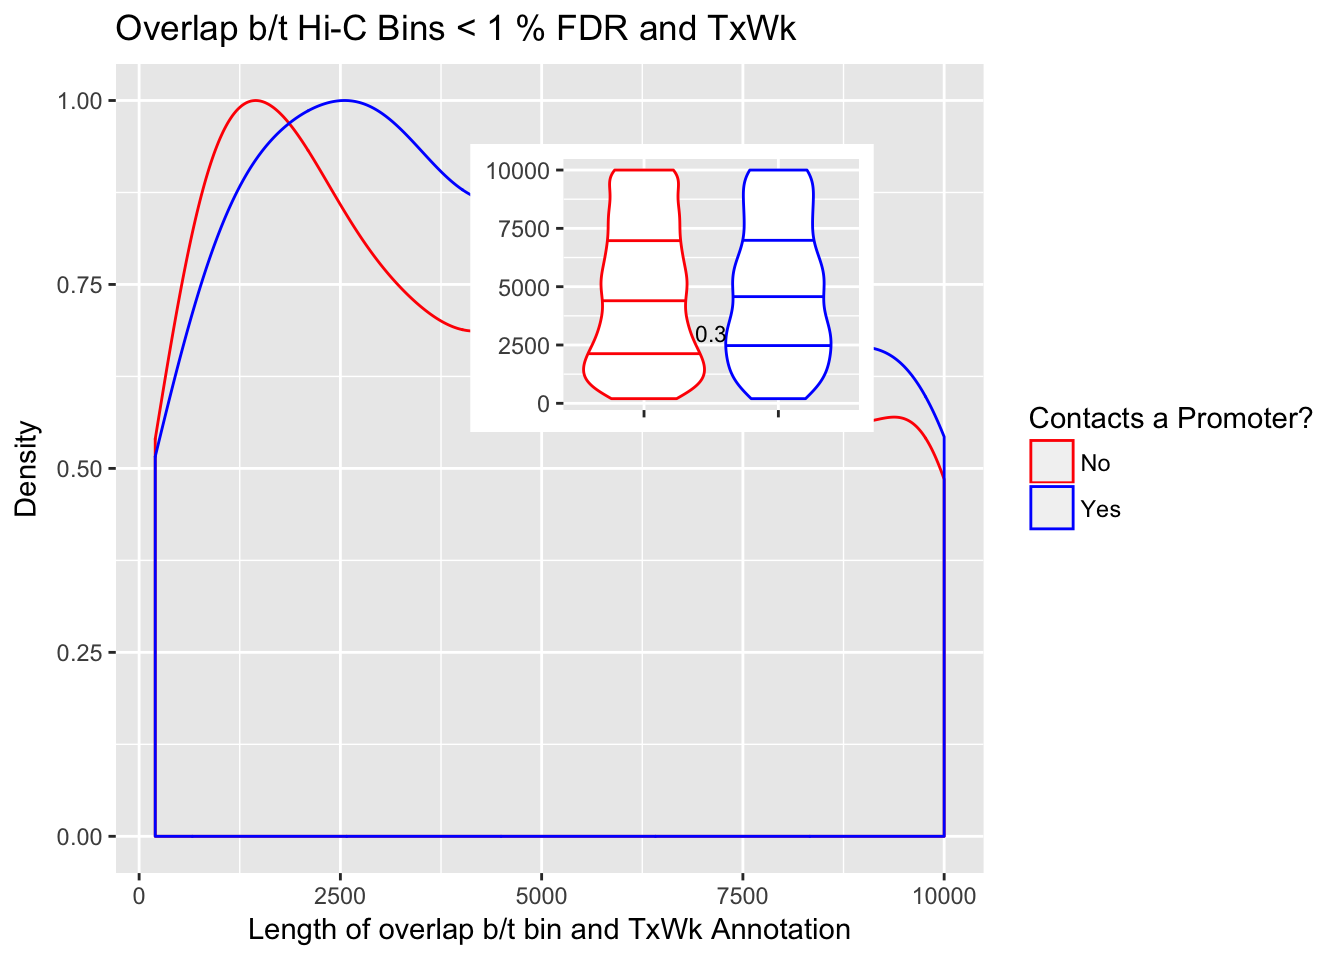 Overlap b/t Hi-C Bins < 1 % FDR and TxWk
1.00
0.75
0.50
0.25
0.00
Density
0
2500
5000
7500
10000
Length of overlap b/t bin and TxWk Annotation
10000
7500
5000
2500
0
0.3
Contacts a Promoter?
No
Yes